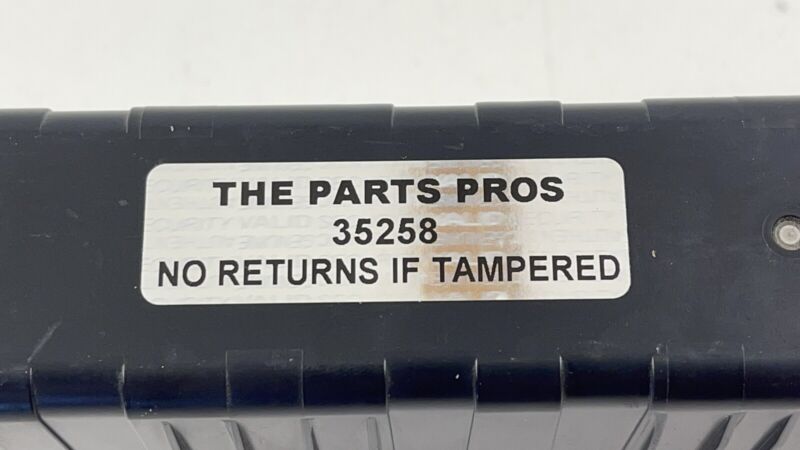 THE PARTS PROS
35258
NO RETURNS IF TAMPERED